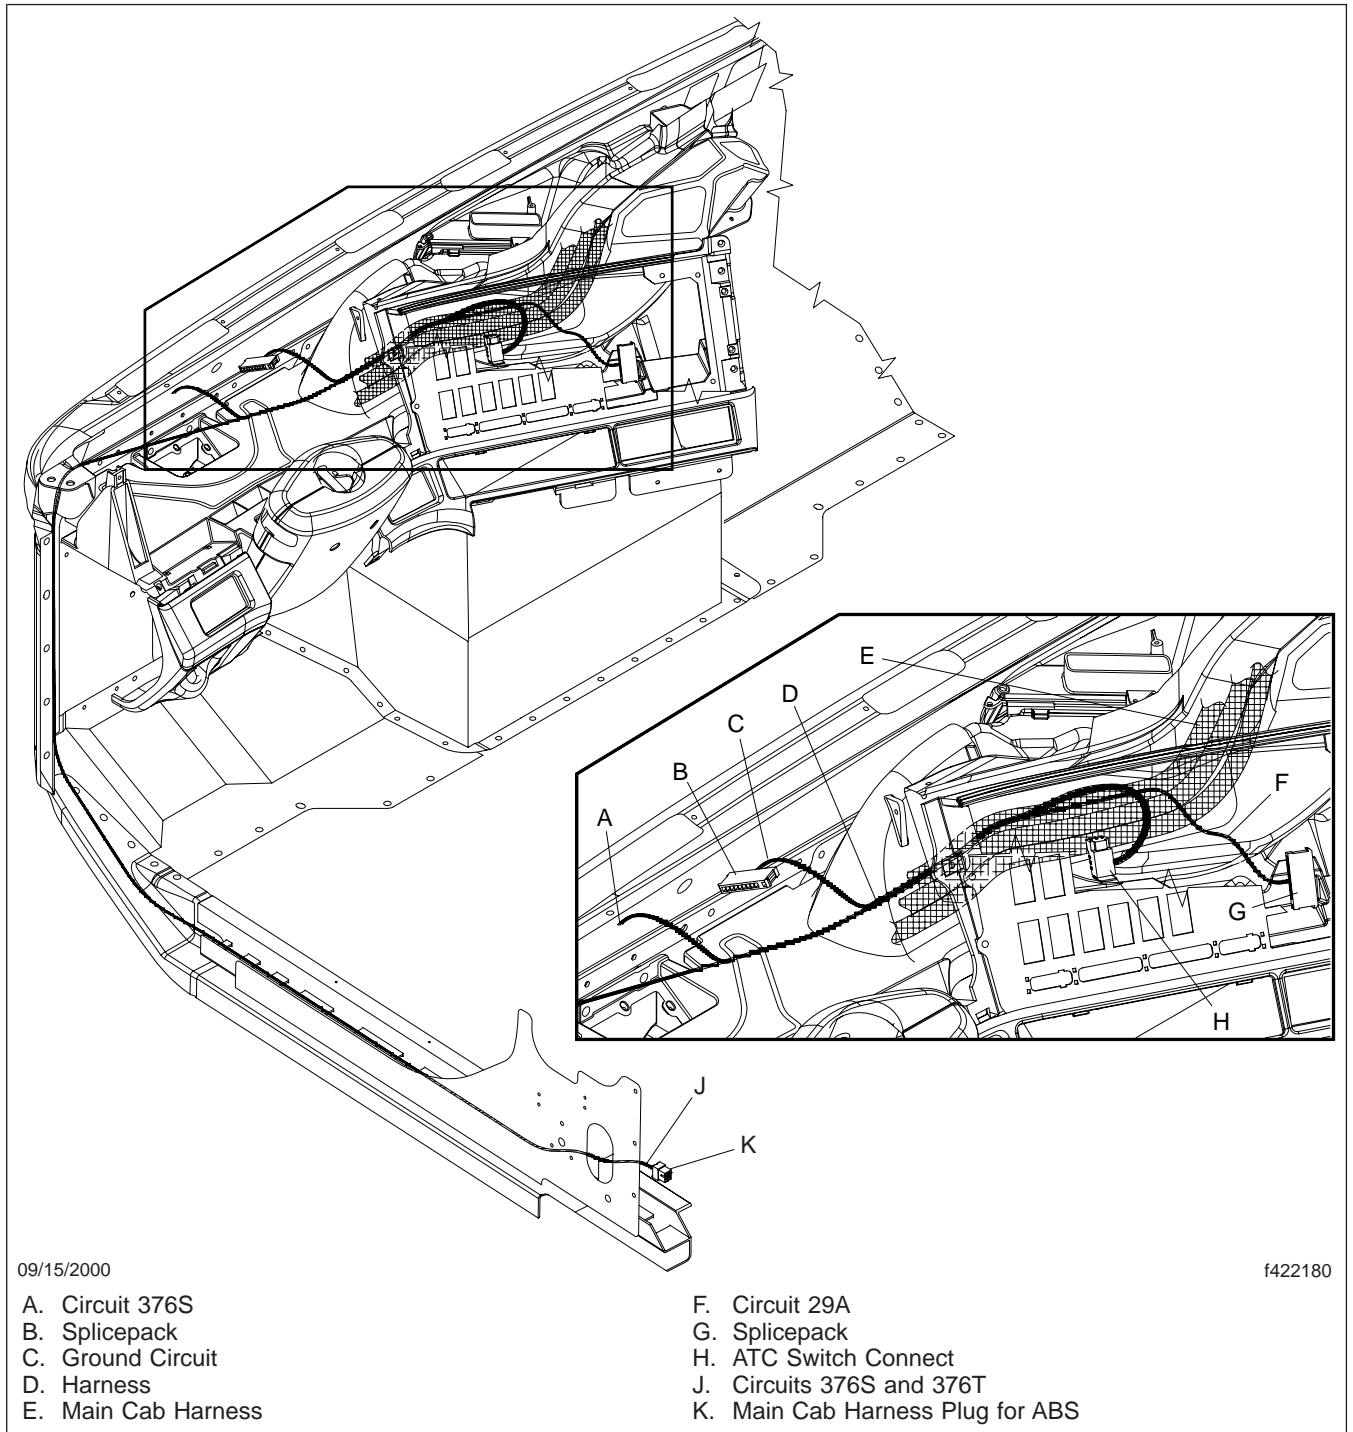 E
D
C
B
F
A
G
H
J
K
09/15/2000
f422180
A. Circuit 376S
B. Splicepack
C. Ground Circuit
D. Harness
E. Main Cab Harness
F. Circuit 29A
G. Splicepack
H. ATC Switch Connect
J. Circuits 376S and 376T
K. Main Cab Harness Plug for ABS